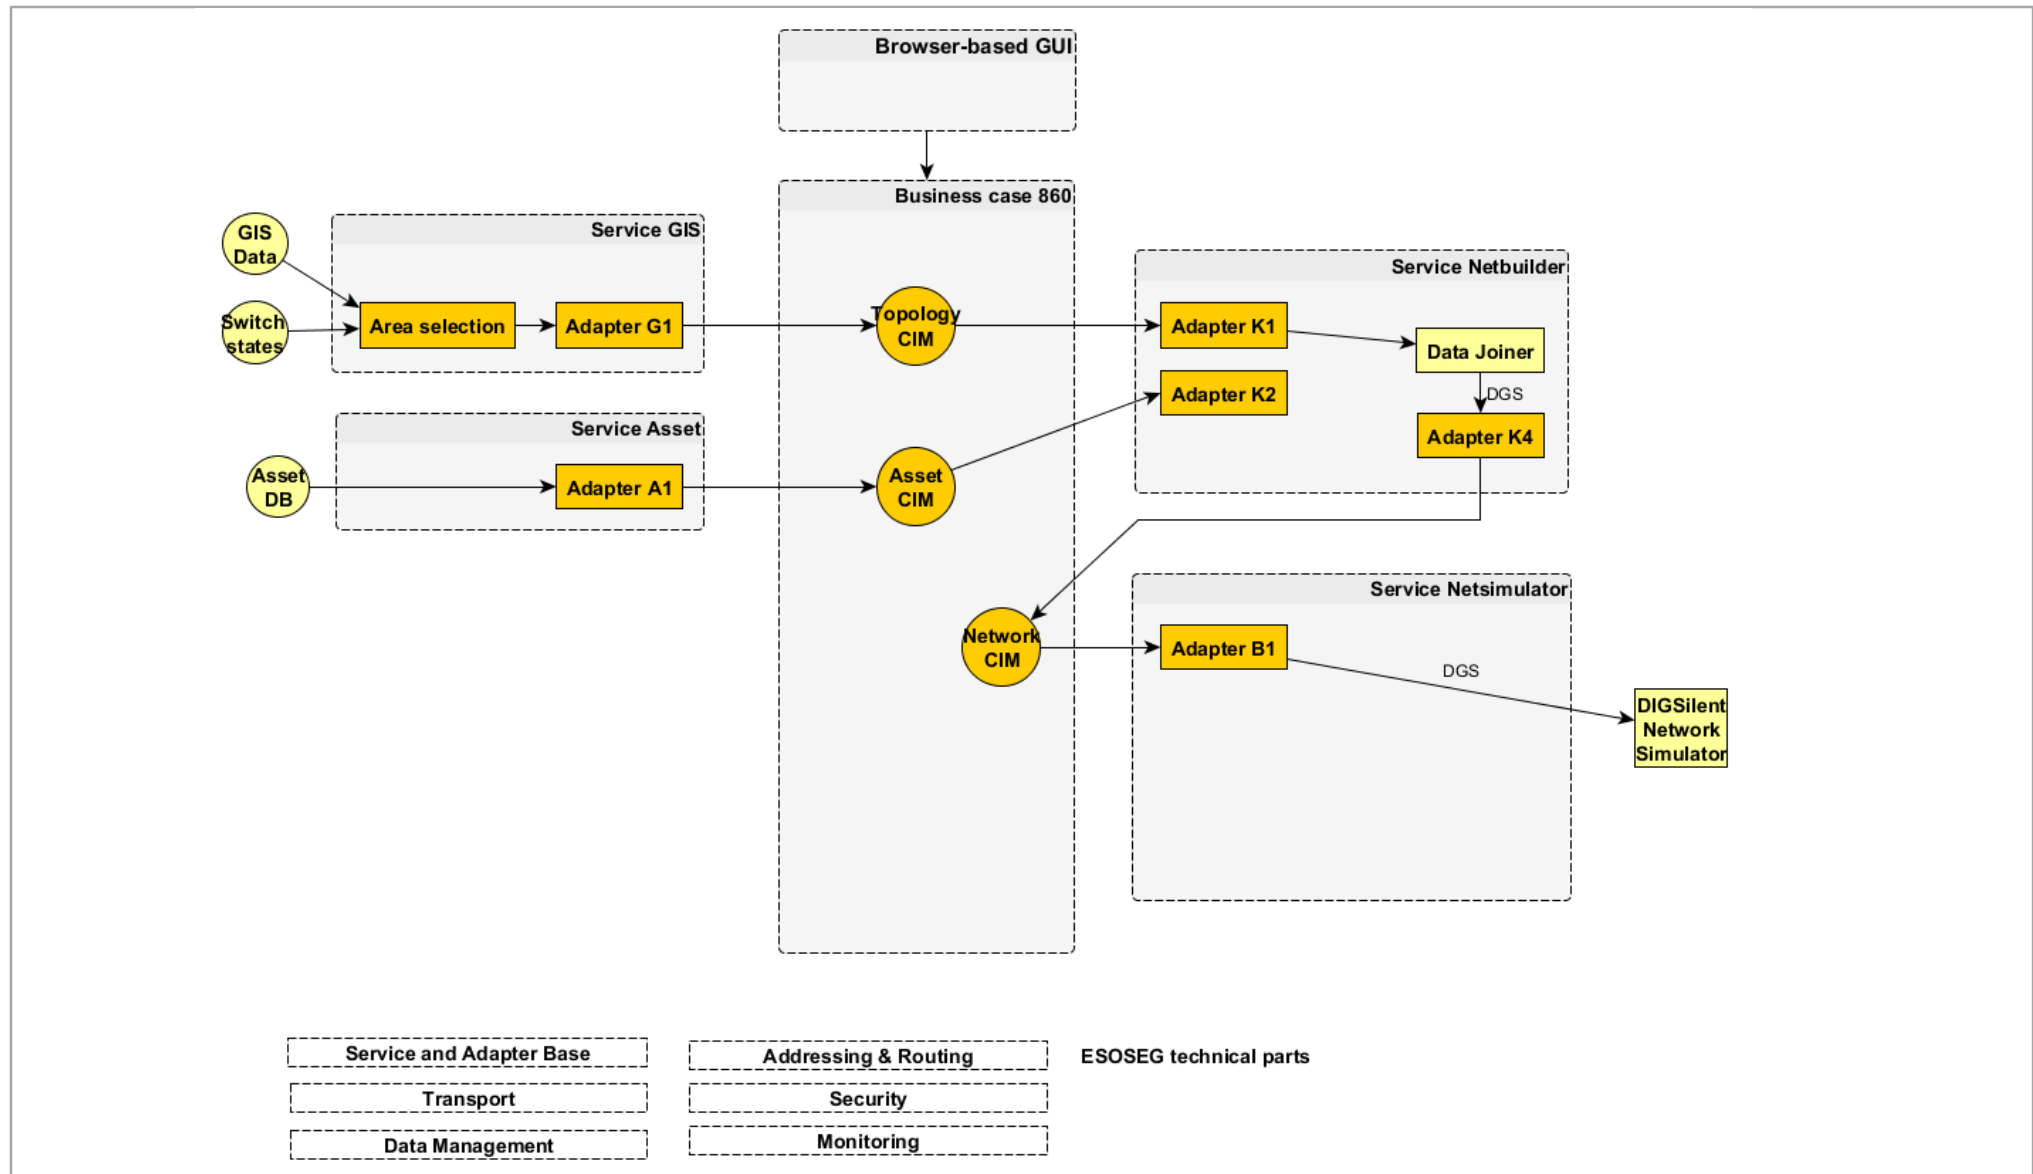 Browser-based GUI
Business case 860
Service GIS
GIS
Data
Switch
states
Area selection
Adapter G1
Topology
CIM
Service Netbuilder
Adapter K1
Data Joiner
Adapter K2
DGS
Adapter K4
Service Asset
Asset
DB
Adapter A1
Asset
CIM
Service Netsimulator
Network
CIM
Adapter B1
DGS
DIGSilent
Network
Simulator
Service and Adapter Base
Addressing & Routing
ESOSEG technical parts
Transport
Security
Data Management
Monitoring